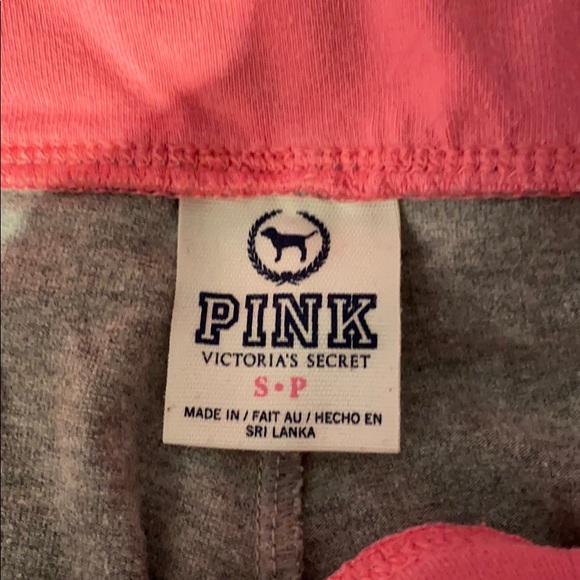 PINK
VICTORIA'S SECRET
S•P
MADE IN / FAIT AU / HECHO EN
SRI LANKA